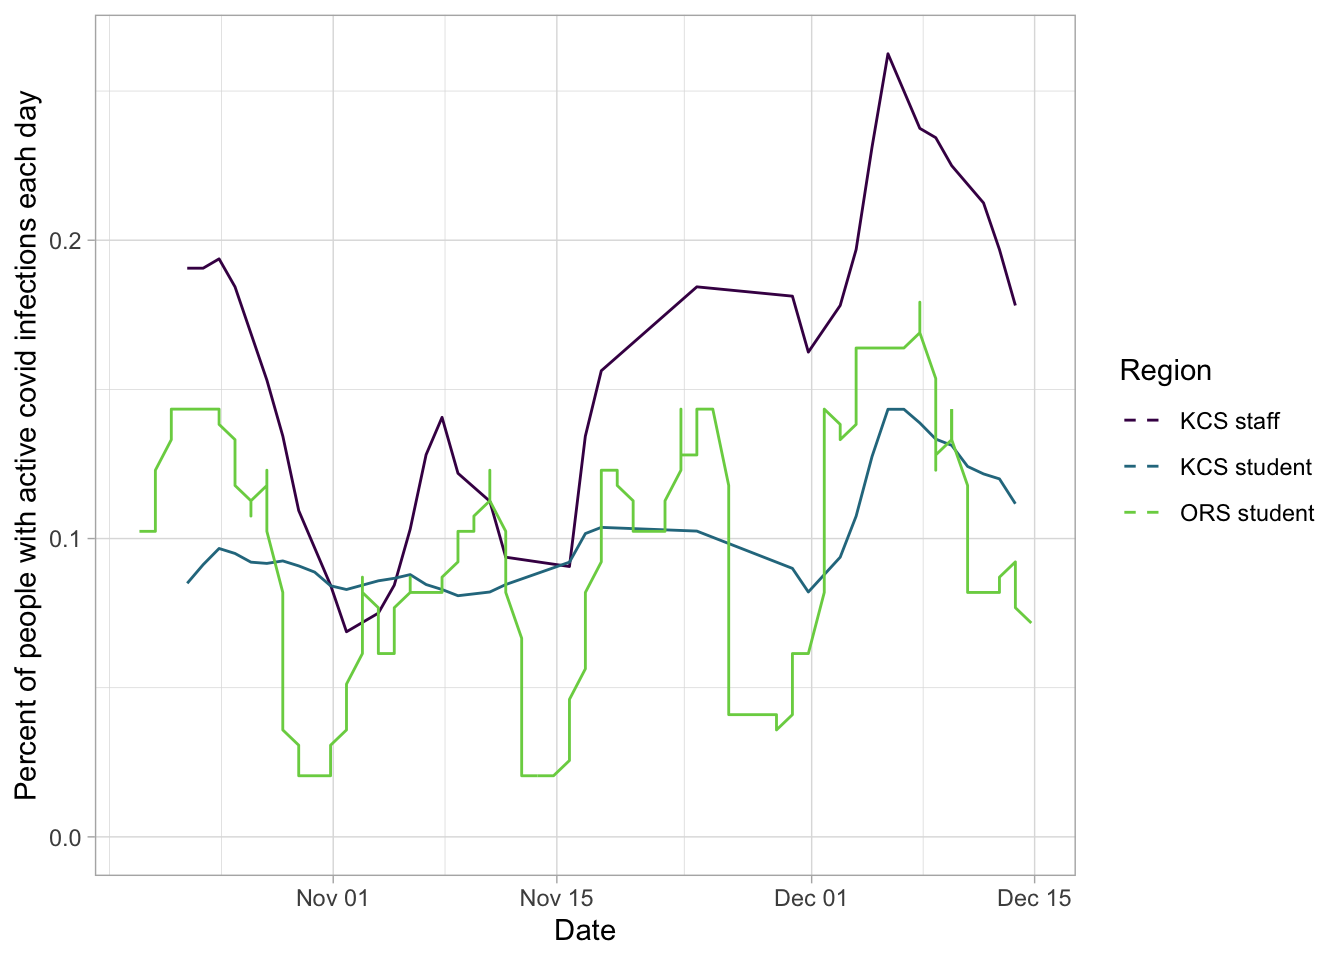 Percent of people with active covid infections each day
0.2
0.1
0.0
Nov 01
Nov 15
Dec 01
Dec 15
Date
Region
KCS staff
KCS student
ORS student